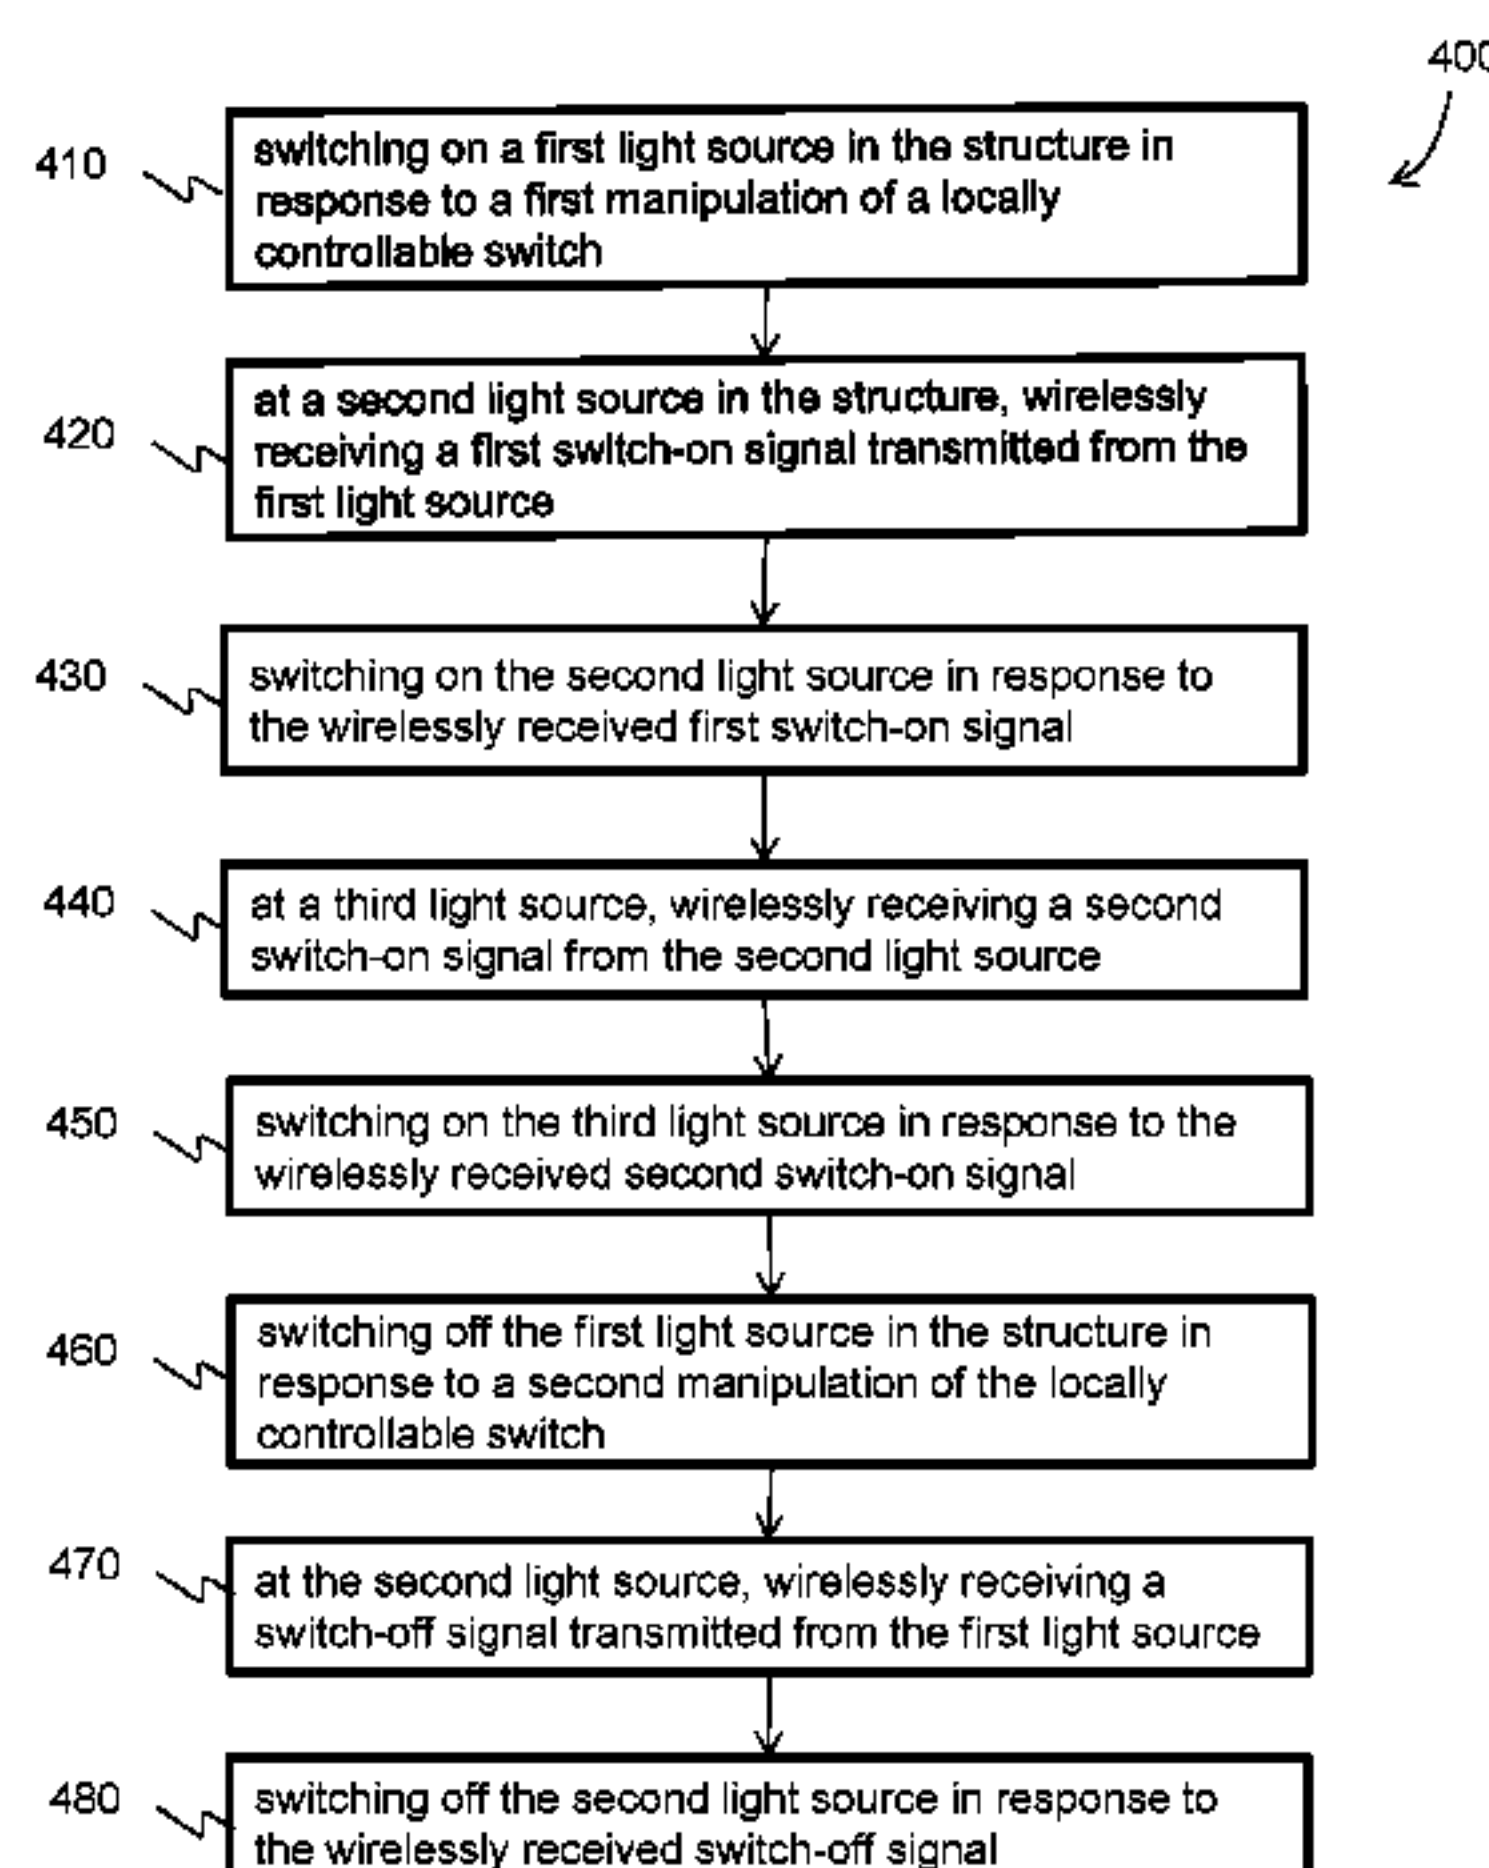 400
410
switching on a first light source in the structure in
response to a first manipulation of a locally
controllable switch
420
at a second light source in the structure, wirelessly
receiving a first switch-on signal transmitted from the
first light source
430
switching on the second light source in response to
the wirelessly received first switch-on signal
440
at a third light source, wirelessly receiving a second
switch-on signal from the second light source
450
switching on the third light source in response to the
wirelessly received second switch-on signal
460
switching off the first light source in the structure in
response to a second manipulation of the locally
controllable switch
470
at the second light source, wirelessly receiving a
switch-off signal transmitted from the first light source
480
switching off the second light source in response to
the wirelessly received switch-off signal